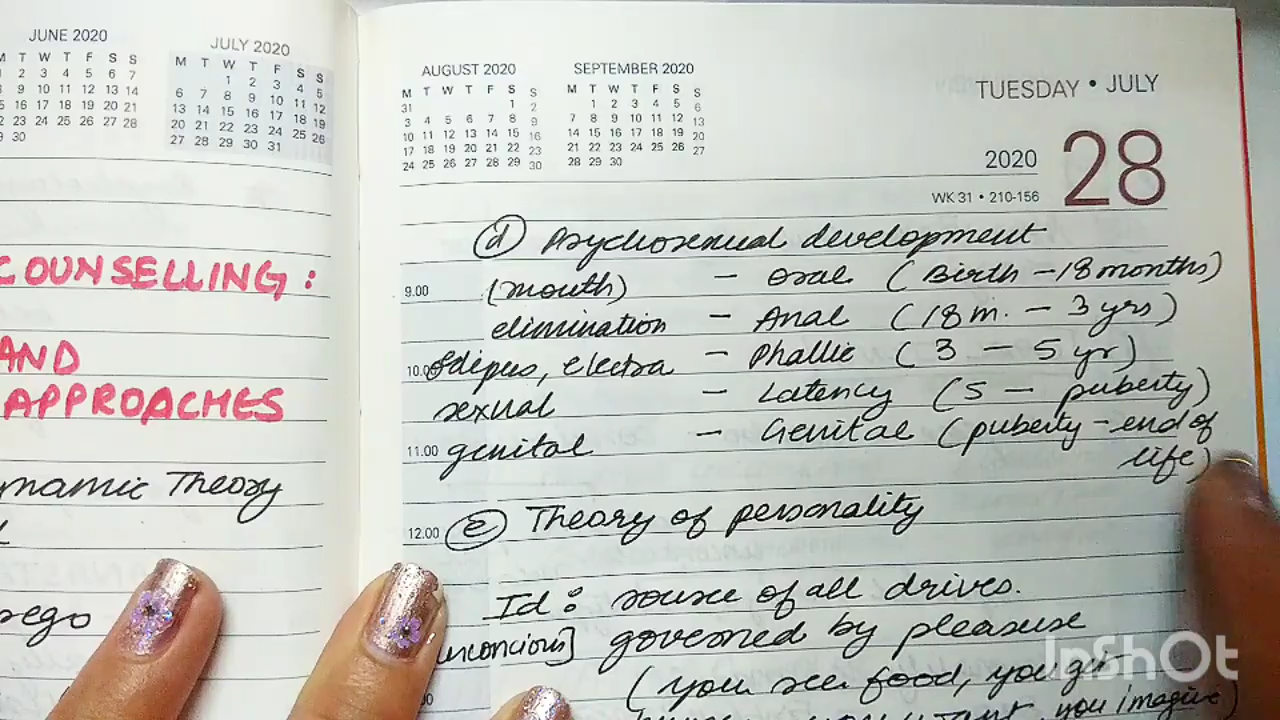 JUNE 2020
M T W T F S S
1 2 3 4 5 6 7
8 9 10 11 12 13 14
15 16 17 18 19 20 21
22 23 24 25 26 27 28
29 30
JULY 2020
M T W T F S S
1 2 3 4 5
6 7 8 9 10 11 12
13 14 15 16 17 18 19
20 21 22 23 24 25 26
27 28 29 30 31
COUNSELLING :
AND
APPROACHES
namic Theory
ego
AUGUST 2020
M T W T F S S
31 1 2
3 4 5 6 7 8 9
10 11 12 13 14 15 16
17 18 19 20 21 22 23
24 25 26 27 28 29 30
SEPTEMBER 2020
M T W T F S S
1 2 3 4 5 6
7 8 9 10 11 12 13
14 15 16 17 18 19 20
21 22 23 24 25 26 27
28 29 30
TUESDAY • JULY
2020 28
WK 31 • 210-156
(d) Psychosexual development
9.00 (mouth) - Oral (Birth - 18 months)
elimination - Anal (18 m. - 3 yrs)
10.00 Odipus, electra - Phallic (3 - 5 yr)
sexual - Latency (5 - puberty)
11.00 genital - Genital (puberty - end of
life)
12.00 (e) Theory of personality
Id : sourse of all drives.
unconcious] governed by pleasure
(you see food, you get
you want, you imagine)
InShOt